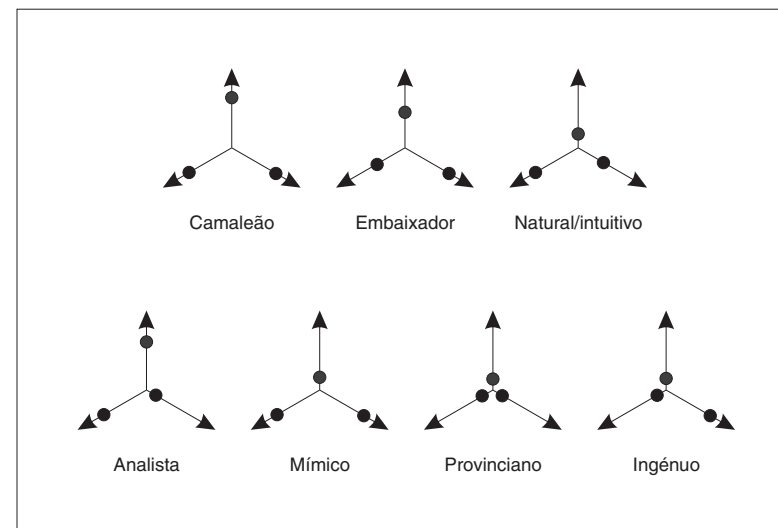 Camaleão
Embaixador
Natural/intuitivo
Analista
Mímico
Provinciano
Ingénuo